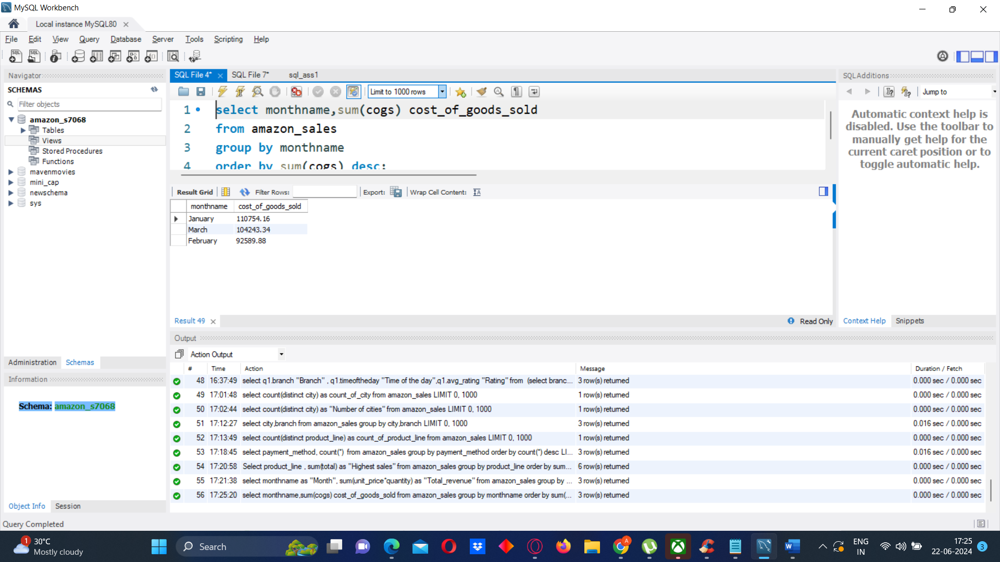 MySQL Workbench
Local instance MySQL80
File Edit View Query Database Server Tools Scripting Help
Navigator
SCHEMAS
Filter objects
amazon_s7068
Tables
Views
Stored Procedures
Functions
mavenmovies
mini_cap
newschema
sys
Administration Schemas
Information
Schema: amazon_s7068
Object Info Session
Query Completed
SQL File 4* SQL File 7* sql_ass1
Limit to 1000 rows
1 select monthname,sum(cogs) cost_of_goods_sold
2 from amazon_sales
3 group by monthname
4 order by sum(cogs) desc;
Result Grid Filter Rows: Export: Wrap Cell Content:
monthname cost_of_goods_sold
January 110754.16
March 104243.34
February 92589.88
Result 49
Read Only
SQLAdditions
Jump to
Automatic context help is
disabled. Use the toolbar to
manually get help for the
current caret position or to
toggle automatic help.
Context Help Snippets
Output
Action Output
# Time Action Message Duration / Fetch
48 16:37:49 select q1.branch "Branch" , q1.timeoftheday "Time of the day",q1.avg_rating "Rating" from (select branc... 3 row(s) returned 0.000 sec / 0.000 sec
49 17:01:48 select count(distinct city) as count_of_city from amazon_sales LIMIT 0, 1000 1 row(s) returned 0.000 sec / 0.000 sec
50 17:02:44 select count(distinct city) as "Number of cities" from amazon_sales LIMIT 0, 1000 1 row(s) returned 0.000 sec / 0.000 sec
51 17:12:27 select city,branch from amazon_sales group by city,branch LIMIT 0, 1000 3 row(s) returned 0.016 sec / 0.000 sec
52 17:13:49 select count(distinct product_line) as count_of_product_line from amazon_sales LIMIT 0, 1000 1 row(s) returned 0.000 sec / 0.000 sec
53 17:18:45 select payment_method, count(*) from amazon_sales group by payment_method order by count(*) desc LI... 3 row(s) returned 0.016 sec / 0.000 sec
54 17:20:58 Select product_line , sum(total) as "Highest sales" from amazon_sales group by product_line order by sum... 6 row(s) returned 0.000 sec / 0.000 sec
55 17:21:38 select monthname as "Month", sum(unit_price*quantity) as "Total_revenue" from amazon_sales group by ... 3 row(s) returned 0.000 sec / 0.000 sec
56 17:25:20 select monthname,sum(cogs) cost_of_goods_sold from amazon_sales group by monthname order by sum(... 3 row(s) returned 0.000 sec / 0.000 sec
1
30°C
Mostly cloudy
Search
A
ENG
IN
17:25
22-06-2024
3